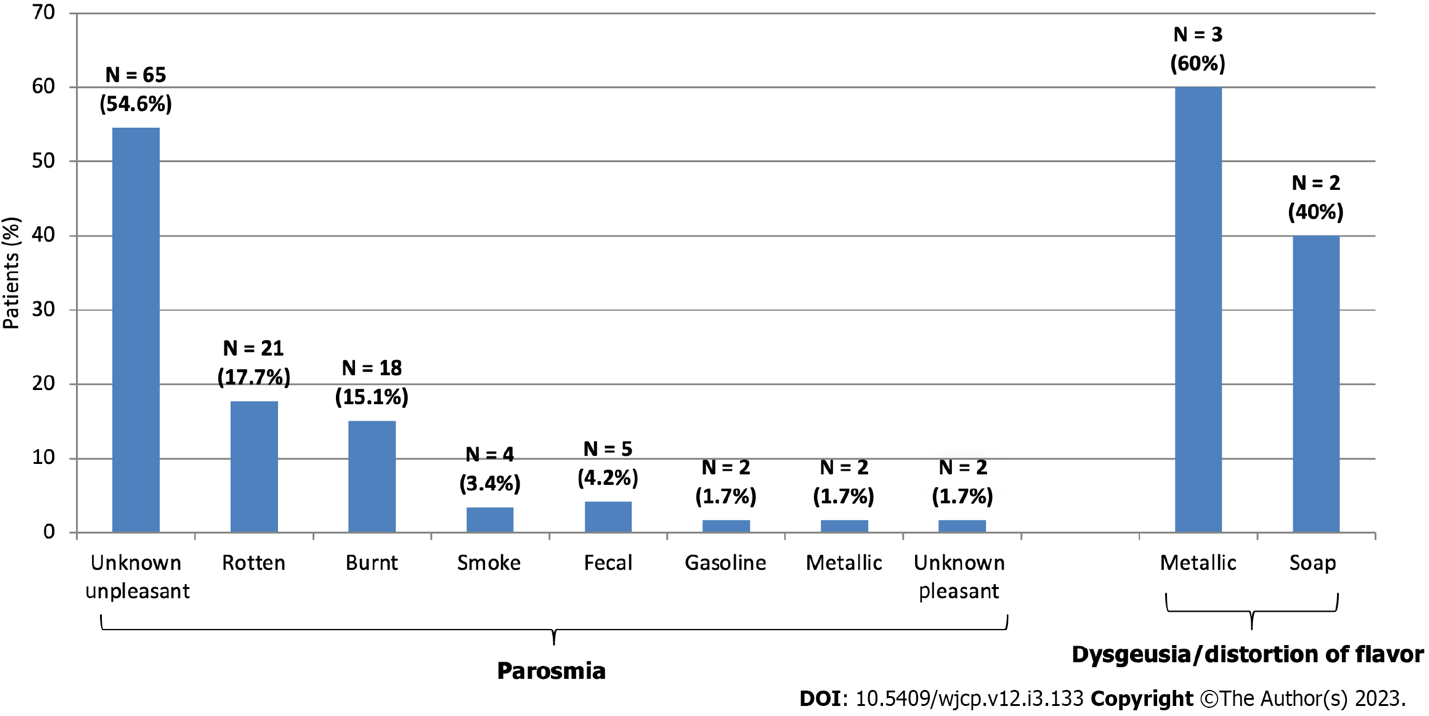 70
60
50
40
30
20
10
0
Patients (%)
N = 65
(54.6%)
N = 21
(17.7%)
N = 18
(15.1%)
N = 4
(3.4%)
N = 5
(4.2%)
N = 2
(1.7%)
N = 2
(1.7%)
N = 2
(1.7%)
N = 3
(60%)
N = 2
(40%)
Unknown
unpleasant
Rotten
Burnt
Smoke
Fecal
Gasoline
Metallic
Unknown
pleasant
Metallic
Soap
Parosmia
Dysgeusia/distortion of flavor
DOI: 10.5409/wjcp.v12.i3.133 Copyright ©The Author(s) 2023.